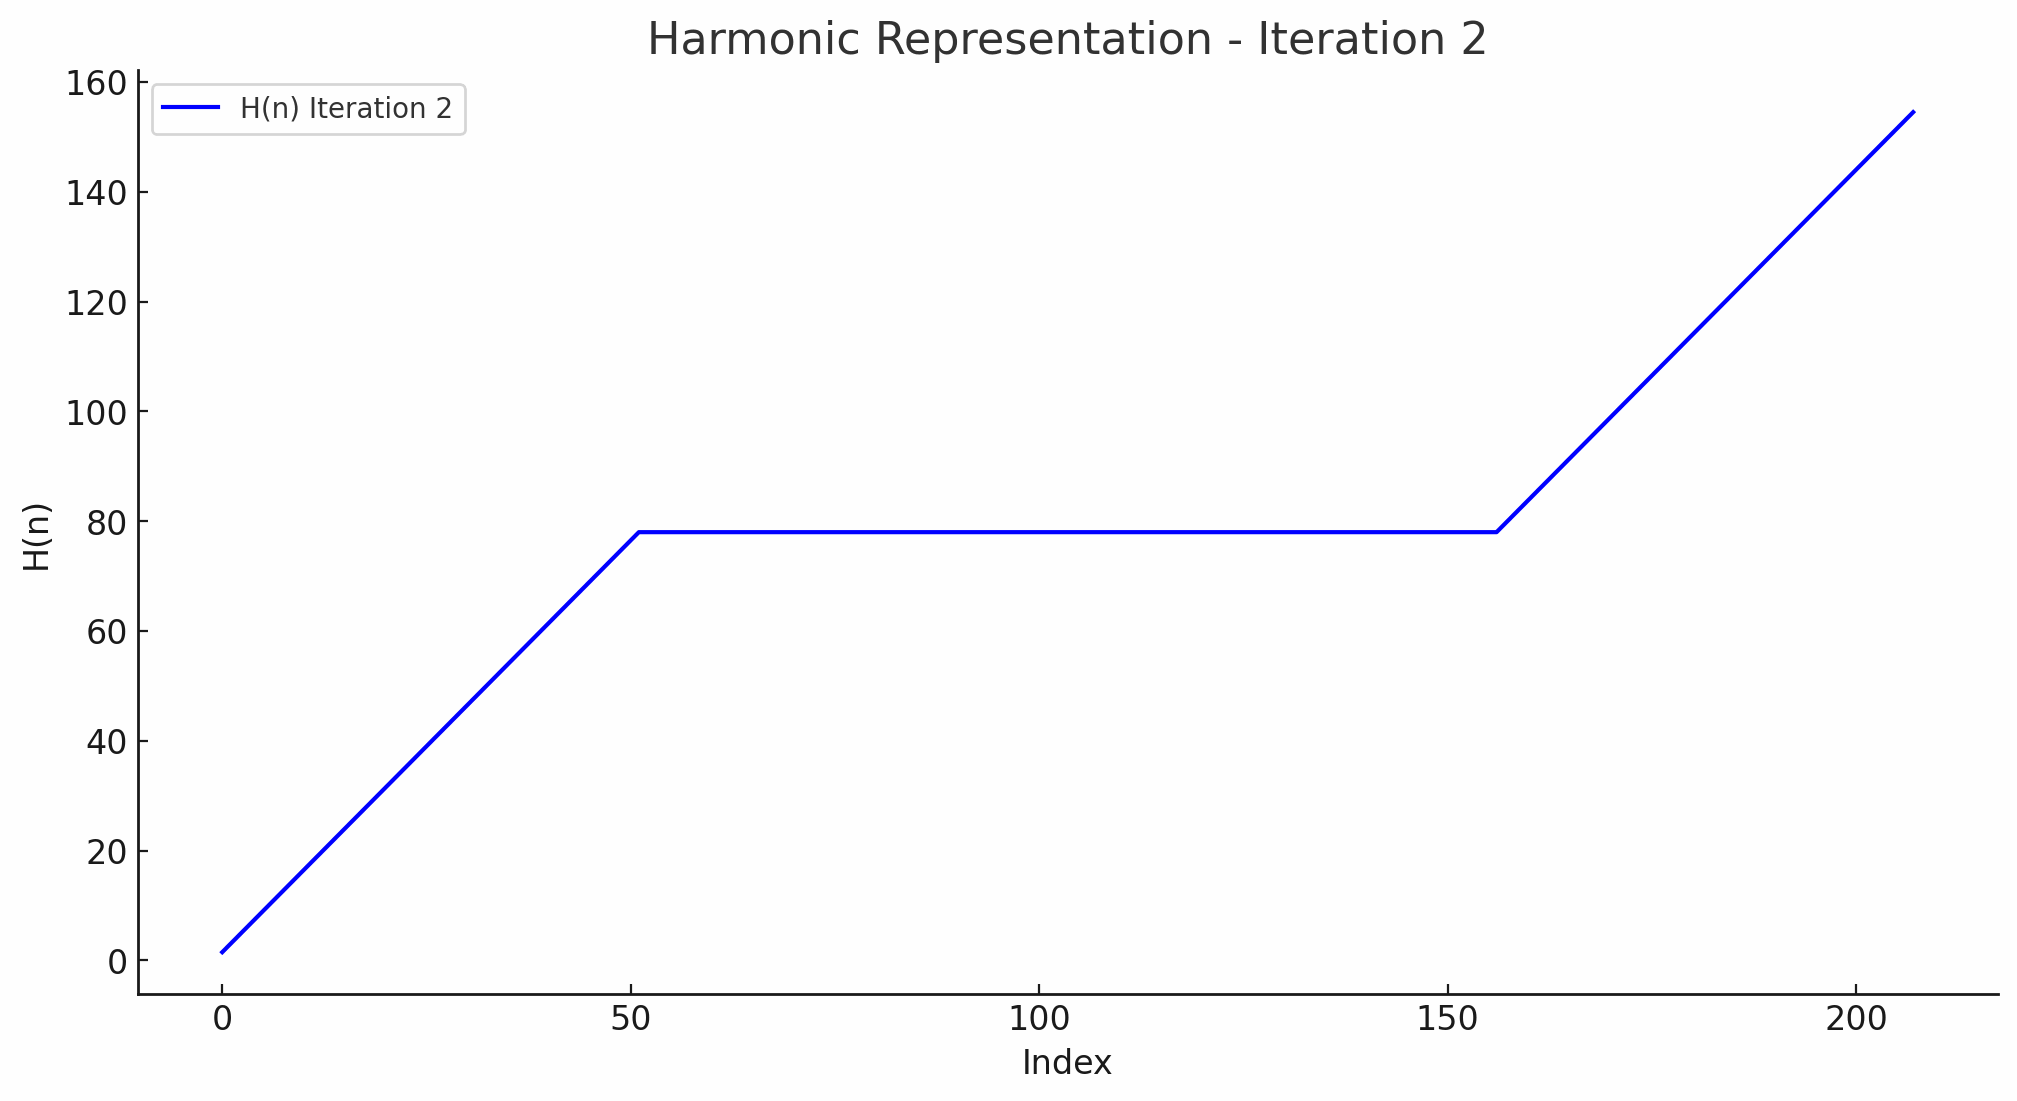 Harmonic Representation - Iteration 2
H(n) Iteration 2
160
140
120
100
80
60
40
20
0
H(n)
0 50 100 150 200
Index